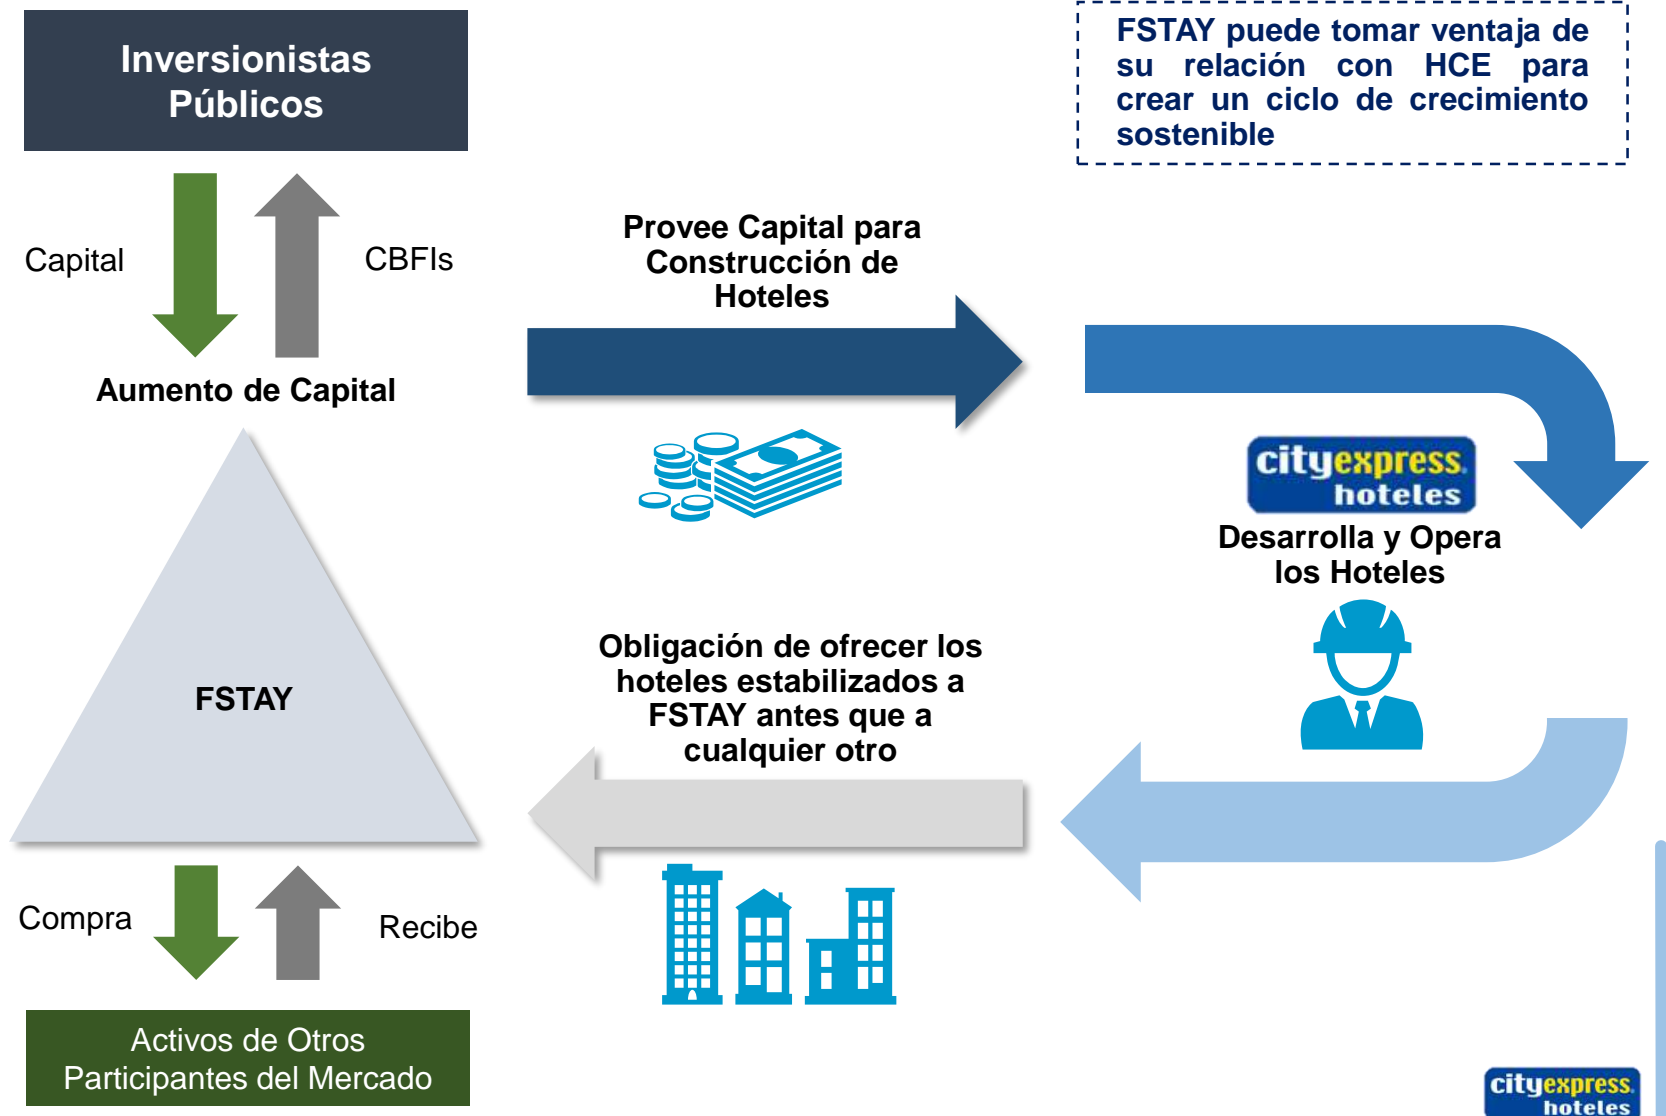 Inversionistas
Públicos
FSTAY puede tomar ventaja de
su relación con HCE para
crear un ciclo de crecimiento
sostenible
Capital
CBFIs
Aumento de Capital
Provee Capital para
Construcción de
Hoteles
cityexpress.
hoteles
Desarrolla y Opera
los Hoteles
FSTAY
Obligación de ofrecer los
hoteles estabilizados a
FSTAY antes que a
cualquier otro
Compra
Recibe
Activos de Otros
Participantes del Mercado
cityexpress.
hoteles